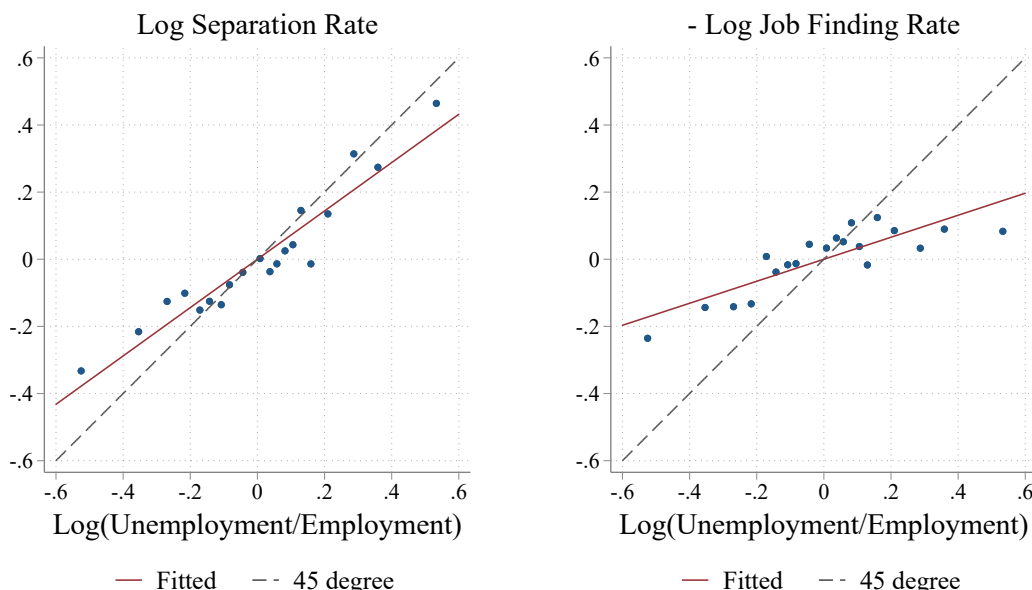 Log Separation Rate
.6
.4
.2
0
-.2
-.4
-.6
-.6 -.4 -.2 0 .2 .4 .6
Log(Unemployment/Employment)
Fitted 45 degree
- Log Job Finding Rate
.6
.4
.2
0
-.2
-.4
-.6
-.6 -.4 -.2 0 .2 .4 .6
Log(Unemployment/Employment)
Fitted 45 degree